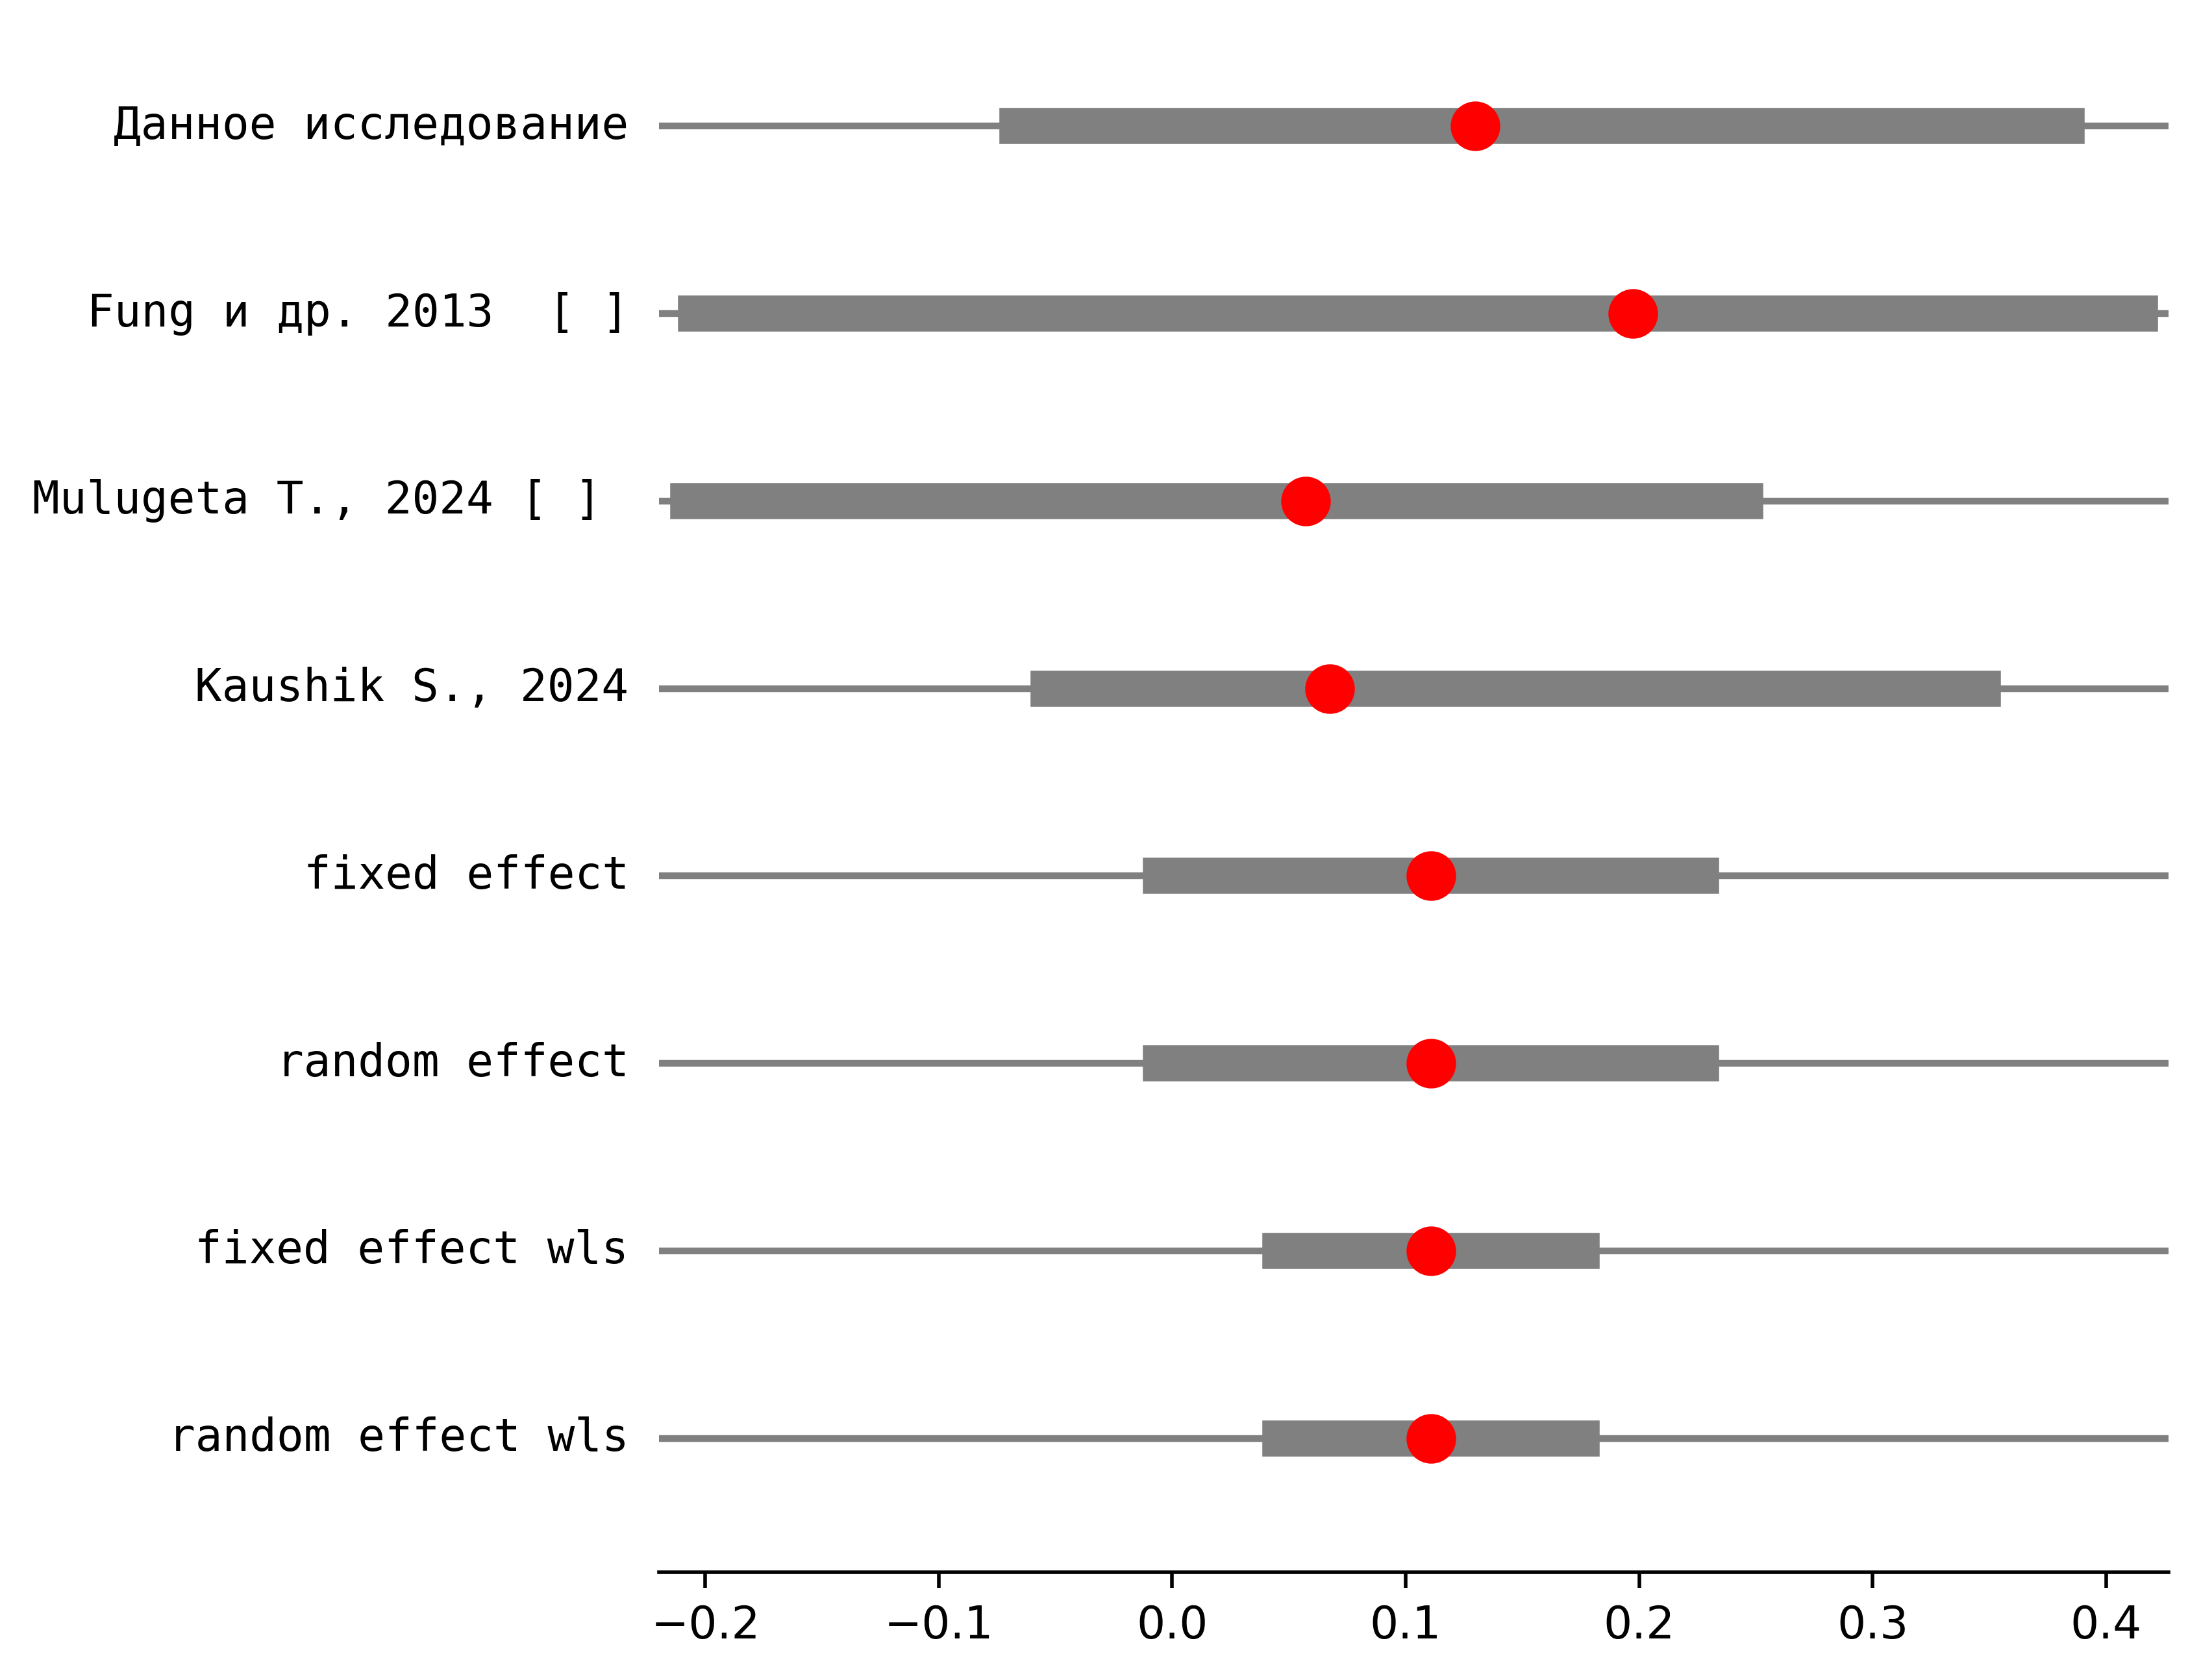 Данное исследование
Fung и др. 2013  [ ]
Mulugeta T., 2024 [ ]
Kaushik S., 2024
fixed effect
random effect
fixed effect wls
random effect wls
−0.2 −0.1 0.0 0.1 0.2 0.3 0.4